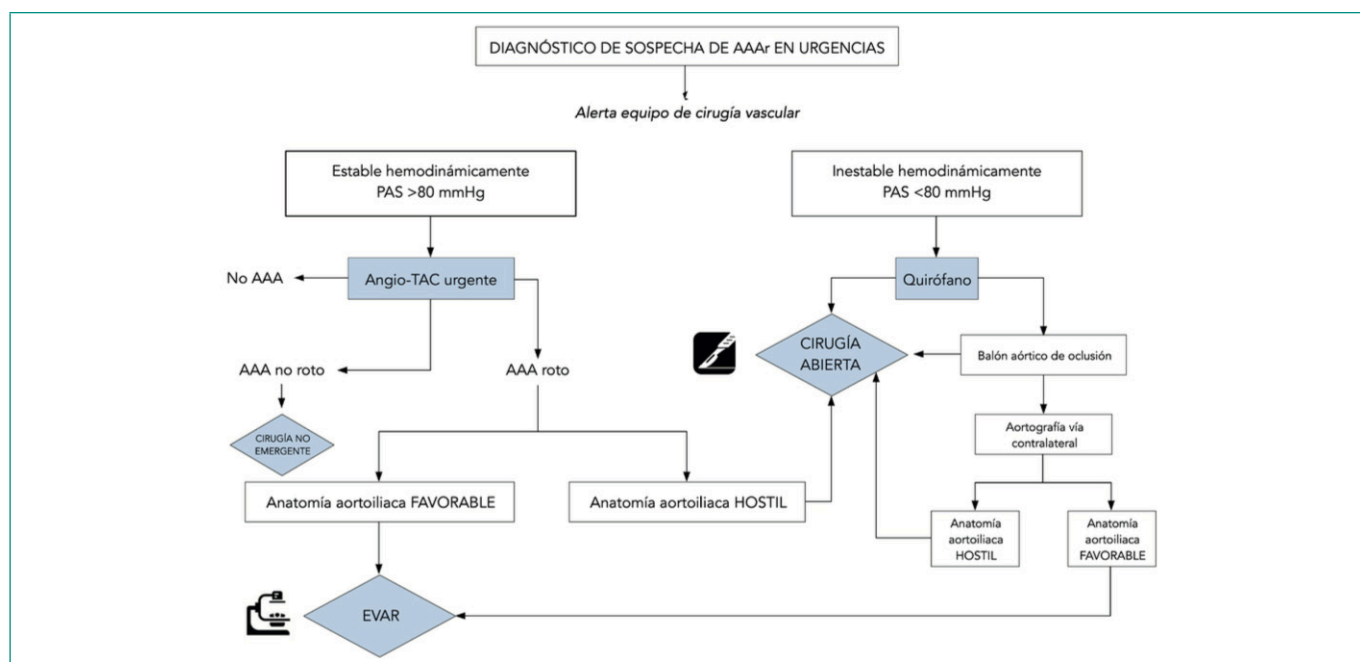 DIAGNÓSTICO DE SOSPECHA DE AAAr EN URGENCIAS
Alerta equipo de cirugía vascular
Estable hemodinámicamente
PAS >80 mmHg
Inestable hemodinámicamente
PAS <80 mmHg
No AAA
Angio-TAC urgente
Quirófano
CIRUGÍA
ABIERTA
Balón aórtico de oclusión
AAA no roto
AAA roto
CIRUGÍA NO
EMERGENTE
Aortografía vía
contralateral
Anatomía aortoiliaca FAVORABLE
Anatomía aortoiliaca HOSTIL
Anatomía
aortoiliaca
HOSTIL
Anatomía
aortoiliaca
FAVORABLE
EVAR